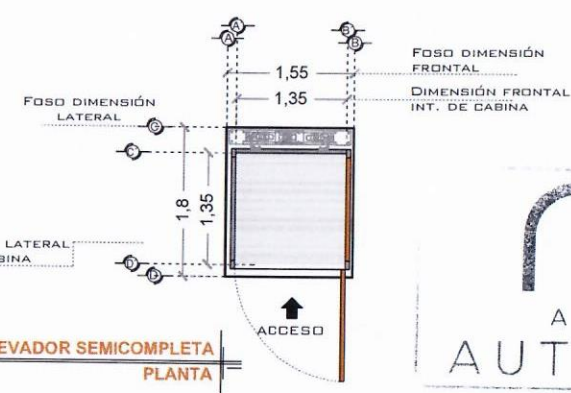 A
A
B
B
1,55
1,35
FOSO DIMENSIÓN
FRONTAL
DIMENSIÓN FRONTAL
INT. DE CABINA
FOSO DIMENSIÓN
LATERAL
G
C
1,8
1,35
LATERAL
D
ACCESO
EVADOR SEMICOMPLETA
PLANTA
A
AUT